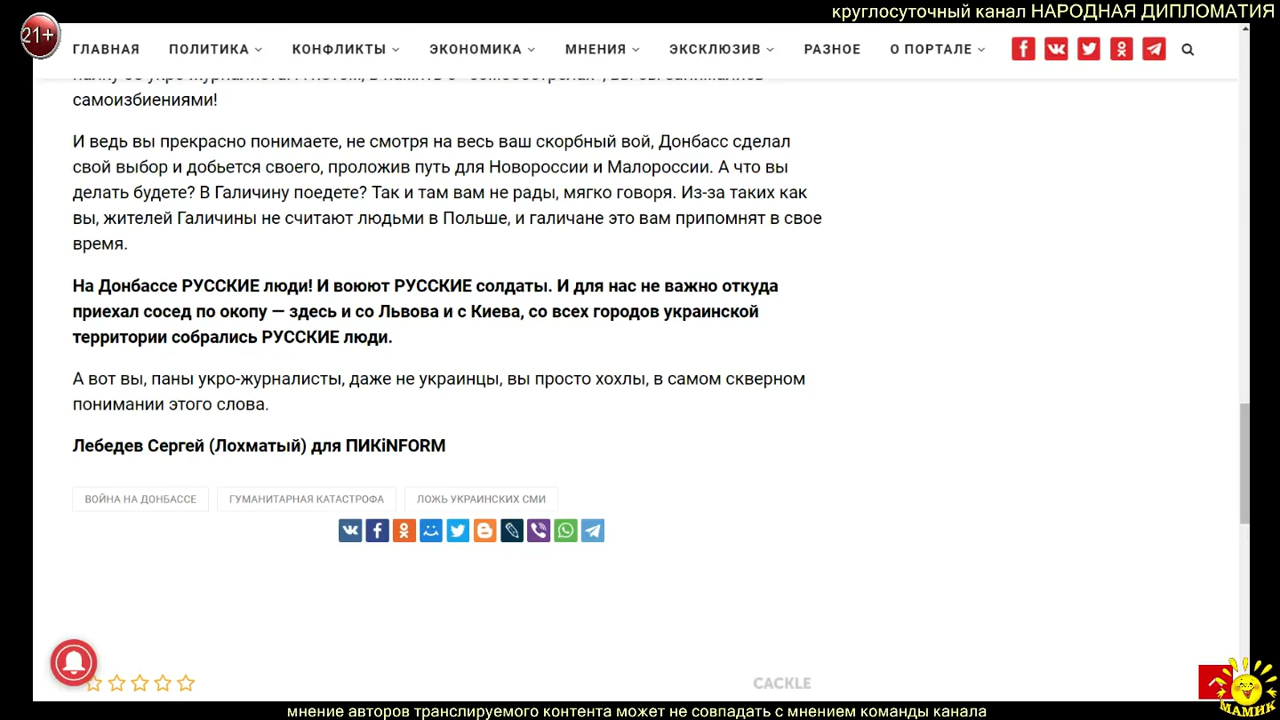 круглосуточный канал НАРОДНАЯ ДИПЛОМАТИЯ
21+
ГЛАВНАЯ ПОЛИТИКА КОНФЛИКТЫ ЭКОНОМИКА МНЕНИЯ ЭКСКЛЮЗИВ РАЗНОЕ О ПОРТАЛЕ
самоизбиениями!
И ведь вы прекрасно понимаете, не смотря на весь ваш скорбный вой, Донбасс сделал
свой выбор и добьется своего, проложив путь для Новороссии и Малороссии. А что вы
делать будете? В Галичину поедете? Так и там вам не рады, мягко говоря. Из-за таких как
вы, жителей Галичины не считают людьми в Польше, и галичане это вам припомнят в свое
время.
На Донбассе РУССКИЕ люди! И воюют РУССКИЕ солдаты. И для нас не важно откуда
приехал сосед по окопу — здесь и со Львова и с Киева, со всех городов украинской
территории собрались РУССКИЕ люди.
А вот вы, паны укро-журналисты, даже не украинцы, вы просто хохлы, в самом скверном
понимании этого слова.
Лебедев Сергей (Лохматый) для ПИКiNFORM
ВОЙНА НА ДОНБАССЕ ГУМАНИТАРНАЯ КАТАСТРОФА ЛОЖЬ УКРАИНСКИХ СМИ
CACKLE
МАМИК
мнение авторов транслируемого контента может не совпадать с мнением команды канала